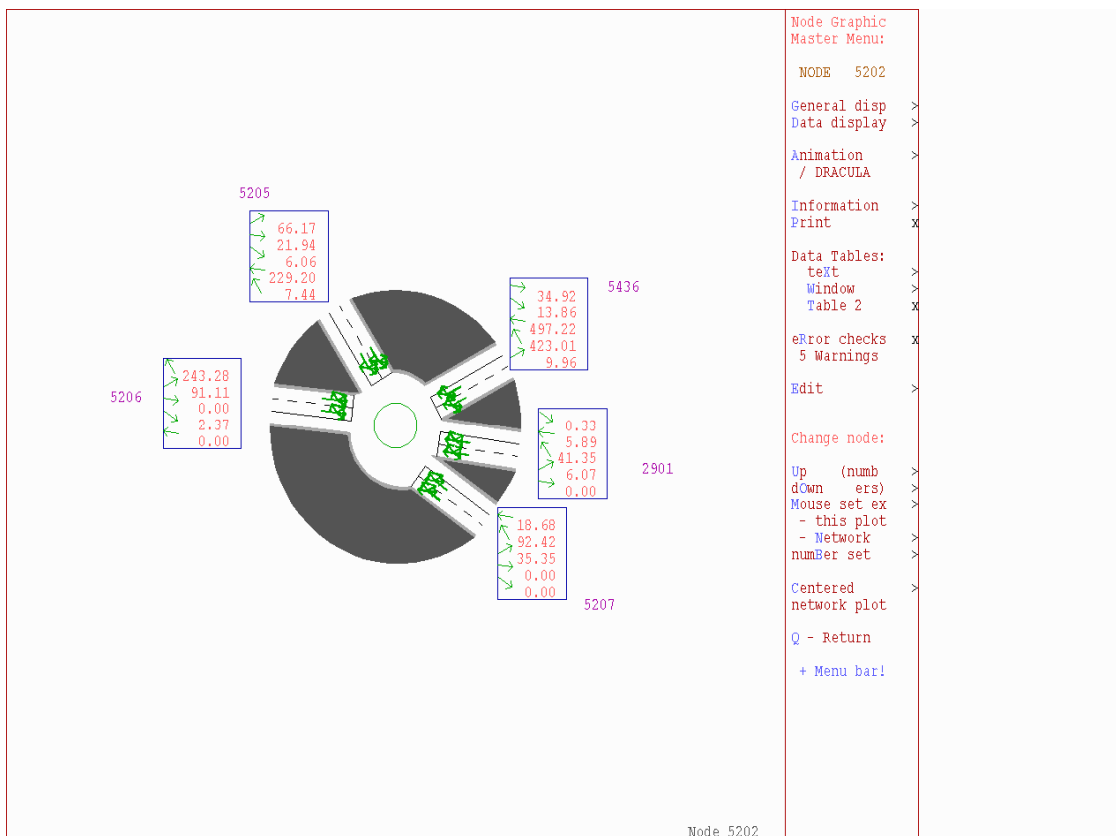 Node Graphic
Master Menu:
NODE 5202
General disp >
Data display >
Animation >
/ DRACULA
Information >
Print x
Data Tables:
teXt >
Window >
Table 2 x
eRror checks x
5 Warnings
Edit >
Change node:
Up (numb >
dOwn ers) >
Mouse set ex >
- this plot
- Network >
numBer set >
Centered >
network plot
Q - Return
+ Menu bar!
5205
66.17
21.94
6.06
229.20
7.44
5436
34.92
13.86
497.22
423.01
9.96
5206
243.28
91.11
0.00
2.37
0.00
2901
0.33
5.89
41.35
6.07
0.00
5207
18.68
92.42
35.35
0.00
0.00
Node 5202